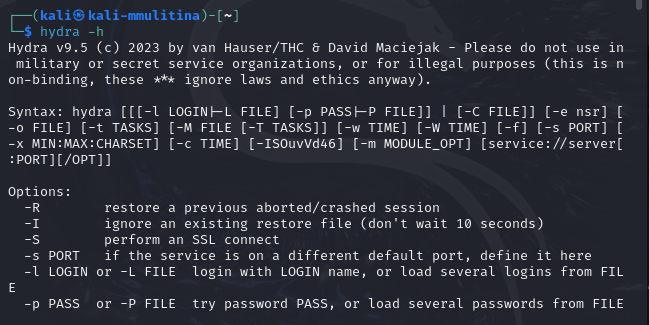 ┌──(kali㉿kali-mmulitina)-[~]
└─$ hydra -h
Hydra v9.5 (c) 2023 by van Hauser/THC & David Maciejak - Please do not use in
 military or secret service organizations, or for illegal purposes (this is n
on-binding, these *** ignore laws and ethics anyway).

Syntax: hydra [[[-l LOGIN|-L FILE] [-p PASS|-P FILE]] | [-C FILE]] [-e nsr] [
-o FILE] [-t TASKS] [-M FILE [-T TASKS]] [-w TIME] [-W TIME] [-f] [-s PORT] [
-x MIN:MAX:CHARSET] [-c TIME] [-ISOuvVd46] [-m MODULE_OPT] [service://server[
:PORT][/OPT]]

Options:
  -R        restore a previous aborted/crashed session
  -I        ignore an existing restore file (don't wait 10 seconds)
  -S        perform an SSL connect
  -s PORT   if the service is on a different default port, define it here
  -l LOGIN or -L FILE  login with LOGIN name, or load several logins from FIL
E
  -p PASS  or -P FILE  try password PASS, or load several passwords from FILE